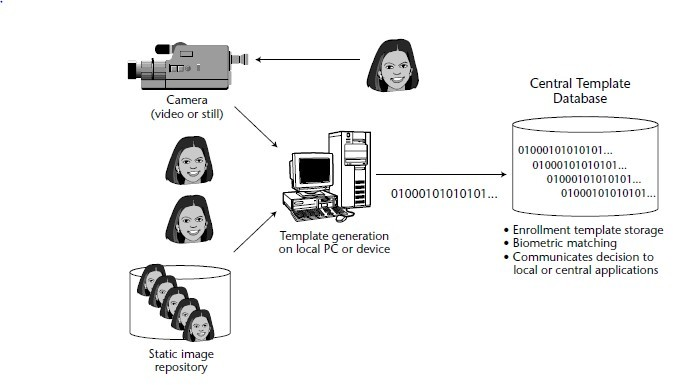 Camera
(video or still)
Central Template
Database
01000101010101...
01000101010101...
01000101010101...
01000101010101...
01000101010101...
Template generation
on local PC or device
• Enrollment template storage
• Biometric matching
• Communicates decision to
local or central applications
Static image
repository